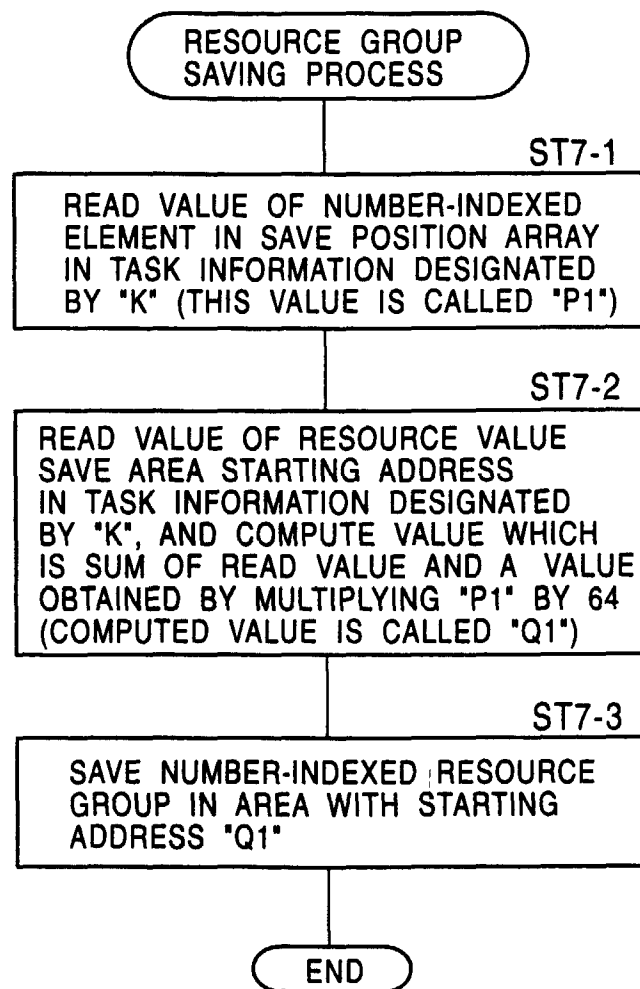 RESOURCE GROUP
SAVING PROCESS
ST7-1
READ VALUE OF NUMBER-INDEXED
ELEMENT IN SAVE POSITION ARRAY
IN TASK INFORMATION DESIGNATED
BY "K" (THIS VALUE IS CALLED "P1")
ST7-2
READ VALUE OF RESOURCE VALUE
SAVE AREA STARTING ADDRESS
IN TASK INFORMATION DESIGNATED
BY "K", AND COMPUTE VALUE WHICH
IS SUM OF READ VALUE AND A VALUE
OBTAINED BY MULTIPLYING "P1" BY 64
(COMPUTED VALUE IS CALLED "Q1")
ST7-3
SAVE NUMBER-INDEXED RESOURCE
GROUP IN AREA WITH STARTING
ADDRESS "Q1"
END